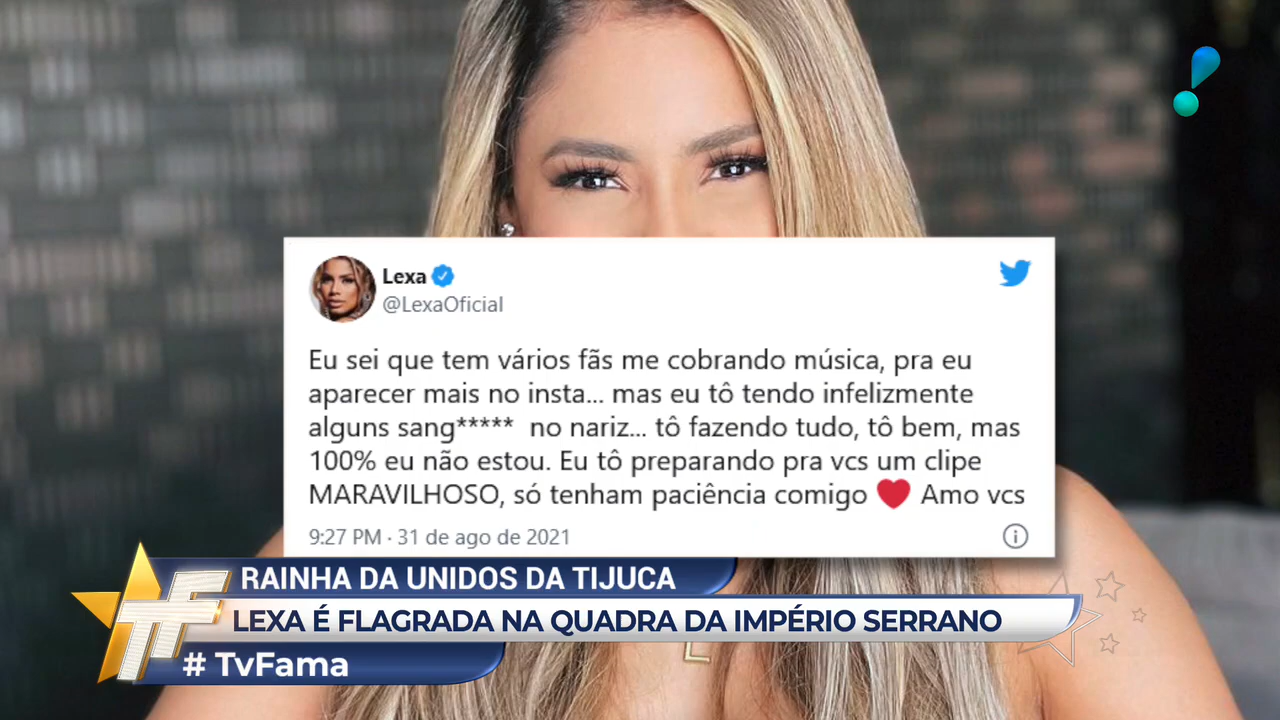 Lexa
@LexaOficial
Eu sei que tem vários fãs me cobrando música, pra eu
aparecer mais no insta... mas eu tô tendo infelizmente
alguns sang***** no nariz... tô fazendo tudo, tô bem, mas
100% eu não estou. Eu tô preparando pra vcs um clipe
MARAVILHOSO, só tenham paciência comigo ❤ Amo vcs
9:27 PM · 31 de ago de 2021
RAINHA DA UNIDOS DA TIJUCA
LEXA É FLAGRADA NA QUADRA DA IMPÉRIO SERRANO
TF
# TvFama